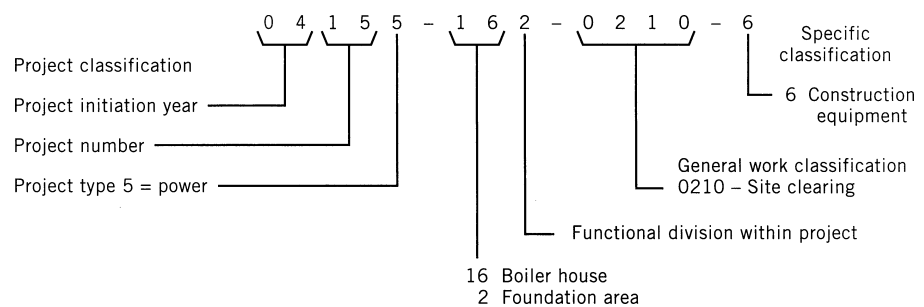 0 4 1 5 5 - 1 6 2 - 0 2 1 0 - 6
Specific
classification
Project classification
6 Construction
equipment
Project initiation year
Project number
General work classification
0210 – Site clearing
Project type 5 = power
Functional division within project
16 Boiler house
2 Foundation area